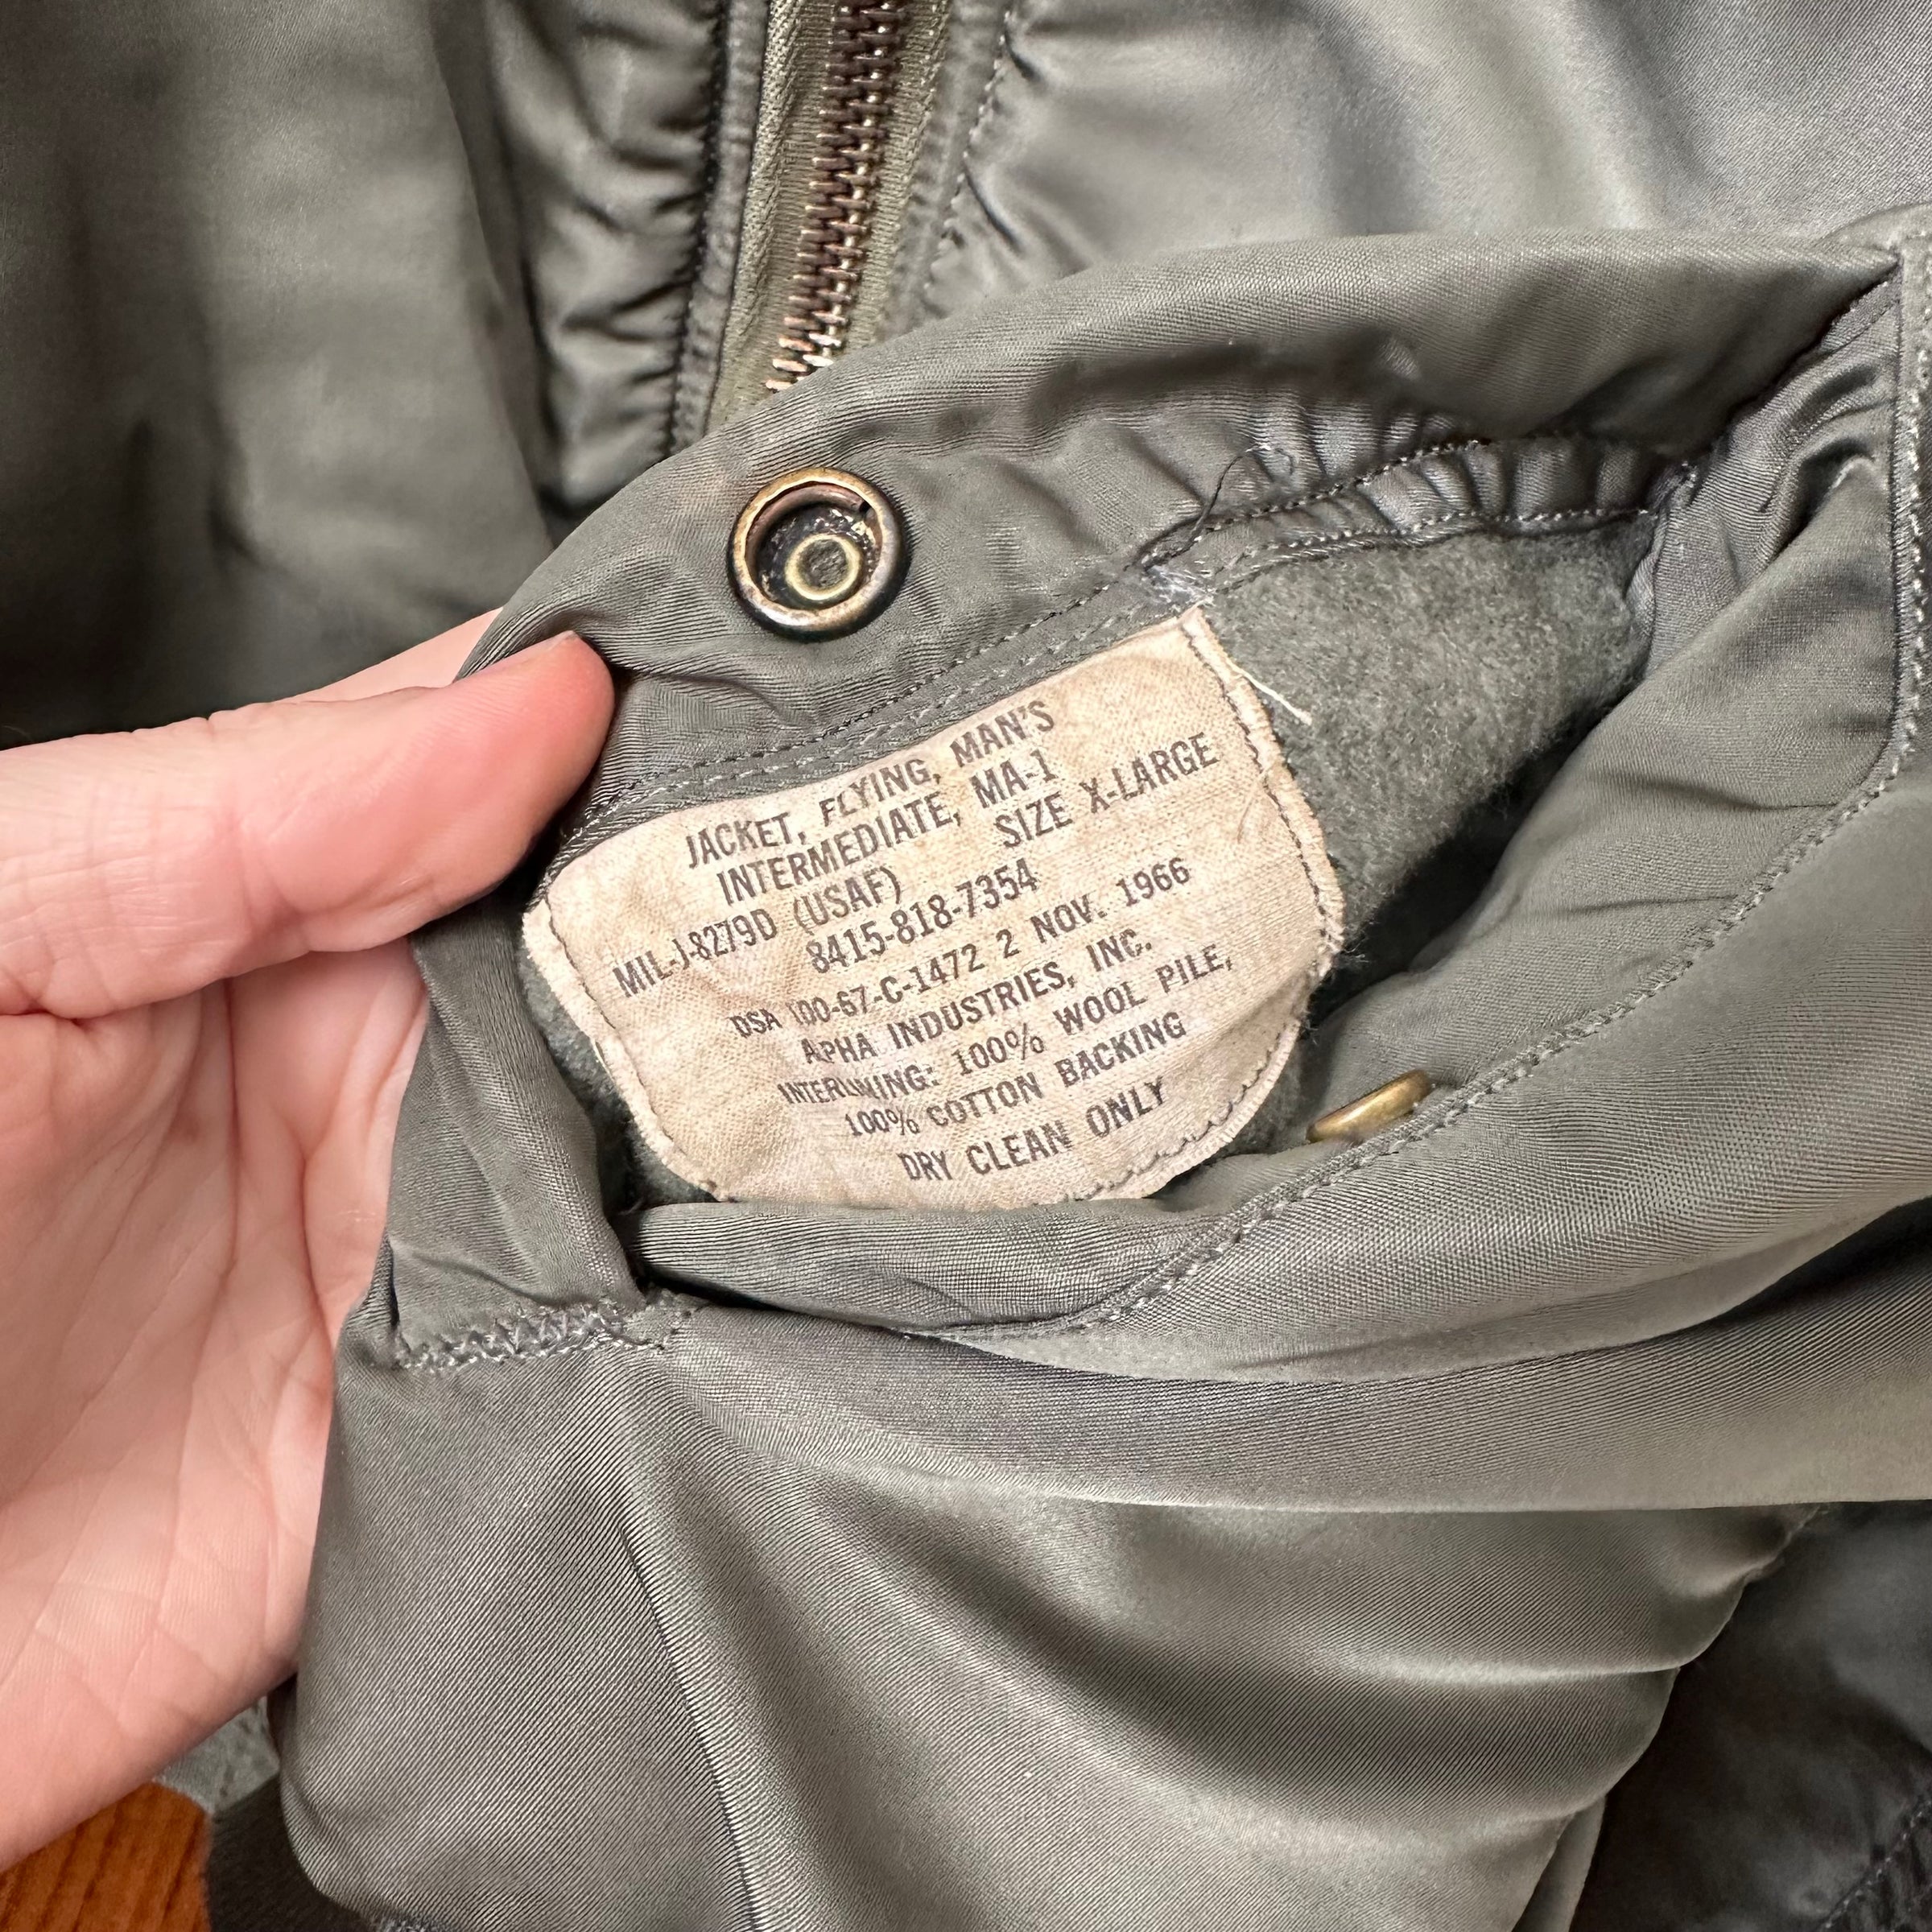 JACKET, FLYING, MAN'S
INTERMEDIATE, MA-1
SIZE X-LARGE
MIL-J-8279D (USAF)
8415-818-7354
DSA 100-67-C-1472 2 NOV. 1966
ALPHA INDUSTRIES, INC.
INTERLINING: 100% WOOL PILE,
100% COTTON BACKING
DRY CLEAN ONLY